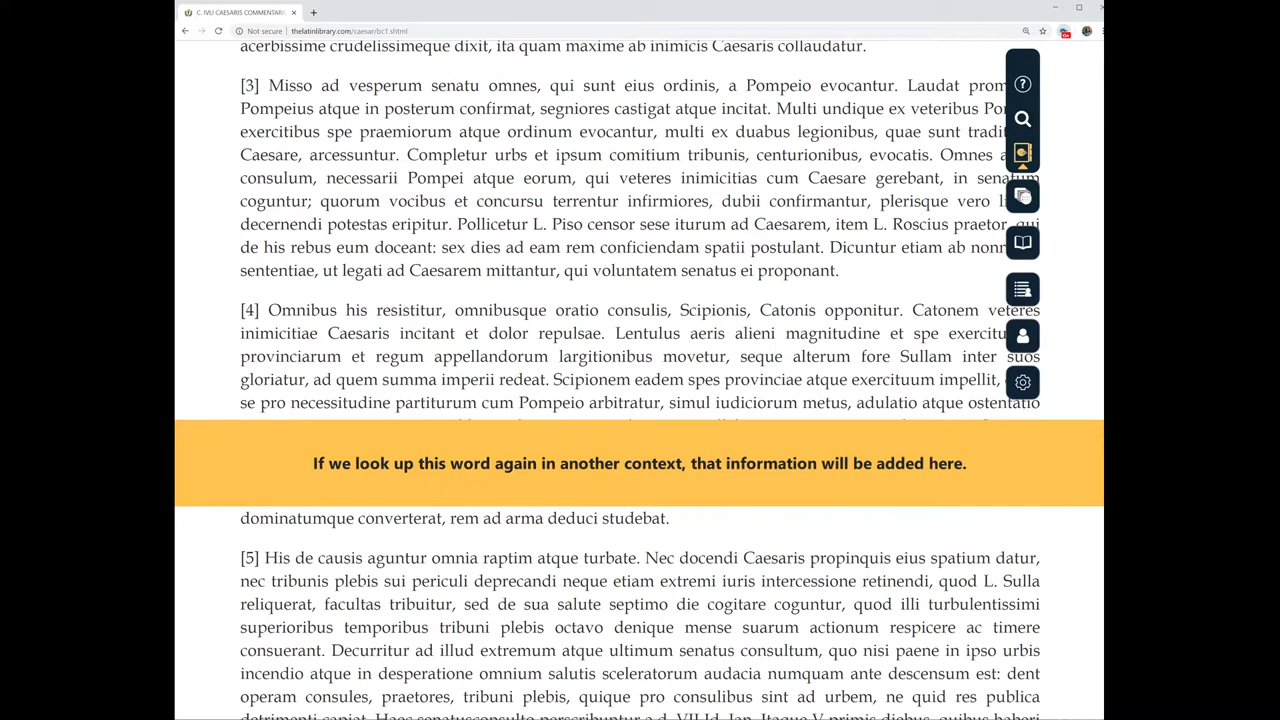 C. IVLI CAESARIS COMMENTARI
Not secure thelatinlibrary.com/caesar/bc1.shtml
On
acerbissime crudelissimeque dixit, ita quam maxime ab inimicis Caesaris collaudatur.
[3] Misso ad vesperum senatu omnes, qui sunt eius ordinis, a Pompeio evocantur. Laudat
Pompeius atque in posterum confirmat, segniores castigat atque incitat. Multi undique ex veteribus
exercitibus spe praemiorum atque ordinum evocantur, multi ex duabus legionibus, quae sunt
Caesare, arcessuntur. Completur urbs et ipsum comitium tribunis, centurionibus, evocatis. Omnes
consulum, necessarii Pompei atque eorum, qui veteres inimicitias cum Caesare gerebant, in senatum
coguntur; quorum vocibus et concursu terrentur infirmiores, dubii confirmantur, plerisque vero
decernendi potestas eripitur. Pollicetur L. Piso censor sese iturum ad Caesarem, item L. Roscius praetor, qui
de his rebus eum doceant: sex dies ad eam rem conficiendam spatii postulant. Dicuntur etiam ab
sententiae, ut legati ad Caesarem mittantur, qui voluntatem senatus ei proponant.
[4] Omnibus his resistitur, omnibusque oratio consulis, Scipionis, Catonis opponitur. Catonem veteres
inimicitiae Caesaris incitant et dolor repulsae. Lentulus aeris alieni magnitudine et spe
provinciarum et regum appellandorum largitionibus movetur, seque alterum fore Sullam inter suos
gloriatur, ad quem summa imperii redeat. Scipionem eadem spes provinciae atque exercituum impellit,
se pro necessitudine partiturum cum Pompeio arbitratur, simul iudiciorum metus, adulatio atque ostentatio
If we look up this word again in another context, that information will be added here.
dominatumque converterat, rem ad arma deduci studebat.
[5] His de causis aguntur omnia raptim atque turbate. Nec docendi Caesaris propinquis eius spatium datur,
nec tribunis plebis sui periculi deprecandi neque etiam extremi iuris intercessione retinendi, quod L. Sulla
reliquerat, facultas tribuitur, sed de sua salute septimo die cogitare coguntur, quod illi turbulentissimi
superioribus temporibus tribuni plebis octavo denique mense suarum actionum respicere ac timere
consuerant. Decurritur ad illud extremum atque ultimum senatus consultum, quo nisi paene in ipso urbis
incendio atque in desperatione omnium salutis sceleratorum audacia numquam ante descensum est: dent
operam consules, praetores, tribuni plebis, quique pro consulibus sint ad urbem, ne quid res publica
detrimenti capiat. Haec senatusconsulto perscribuntur a.d. VII Id. Ian. Itaque V primis diebus, quibus haberi